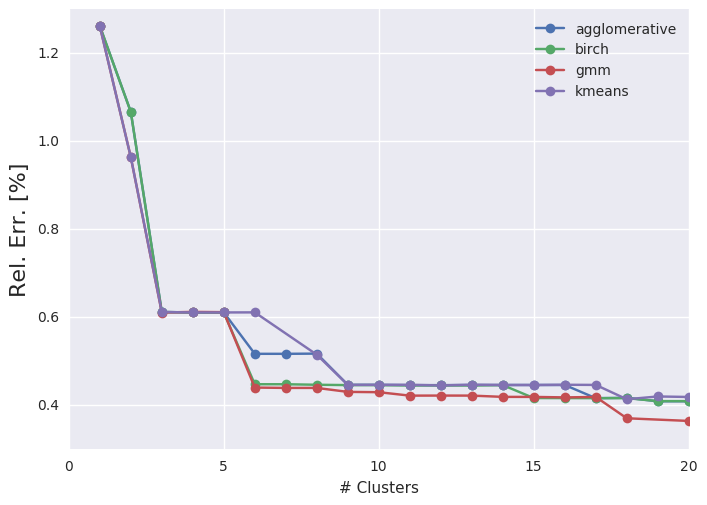 agglomerative
birch
gmm
kmeans
1.2
1.0
0.8
0.6
0.4
Rel. Err. [%]
0 5 10 15 20
# Clusters